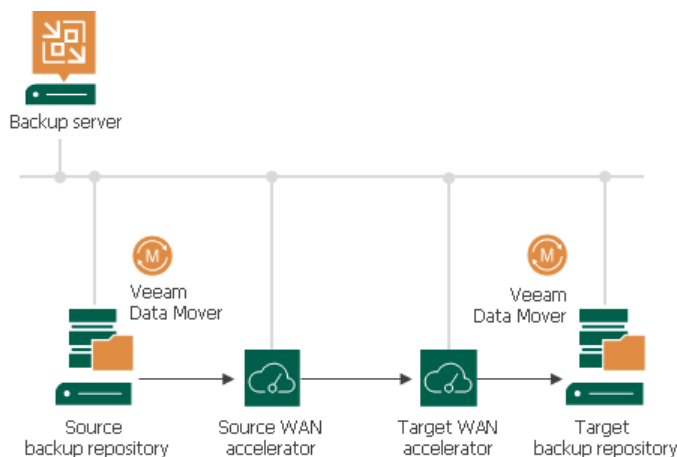 Backup server
M
Veeam
Data Mover
M
Veeam
Data Mover
Source
backup repository
Source WAN
accelerator
Target WAN
accelerator
Target
backup repository